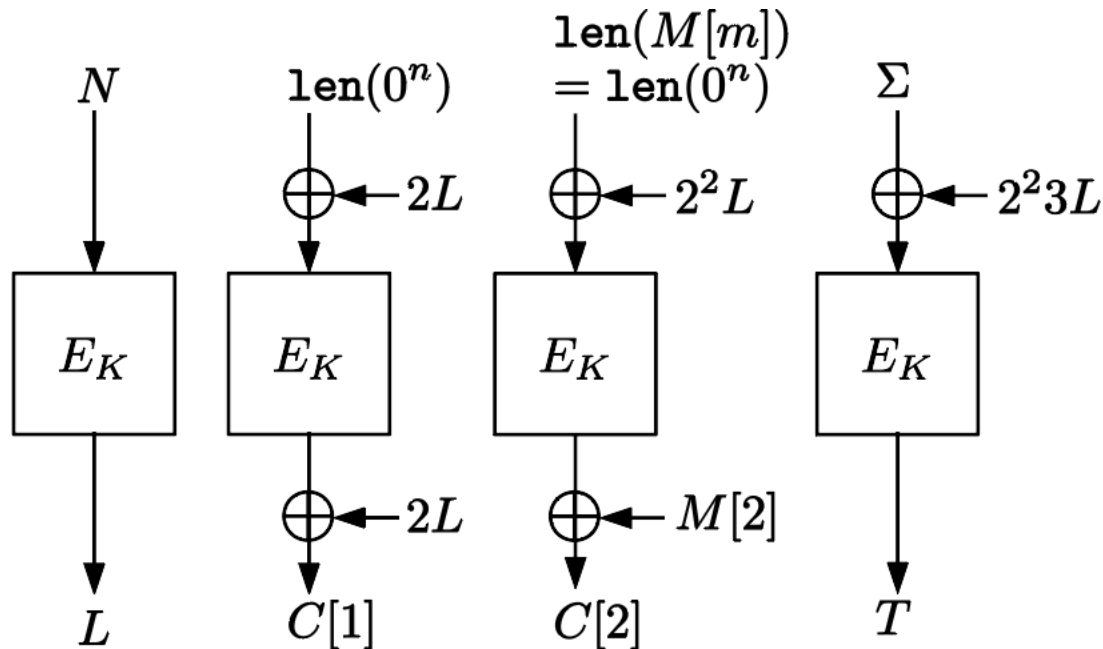 len(M[m])
N len(0ⁿ) = len(0ⁿ) Σ
2L 2²L 2²3L
E_K E_K E_K E_K
2L M[2]
L C[1] C[2] T